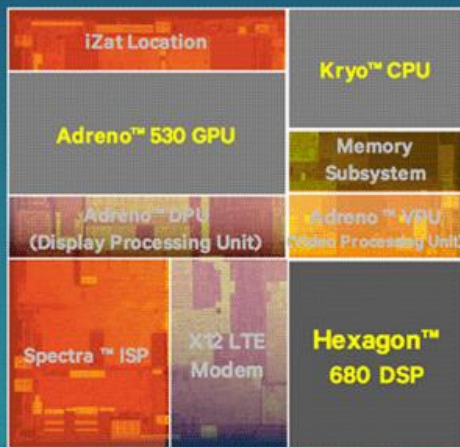 iZat Location
Kryo™ CPU
Adreno™ 530 GPU
Memory
Subsystem
Adreno™ DPU
(Display Processing Unit)
Adreno™ VPU
(Video Processing Unit)
Spectra™ ISP
X12 LTE
Modem
Hexagon™
680 DSP